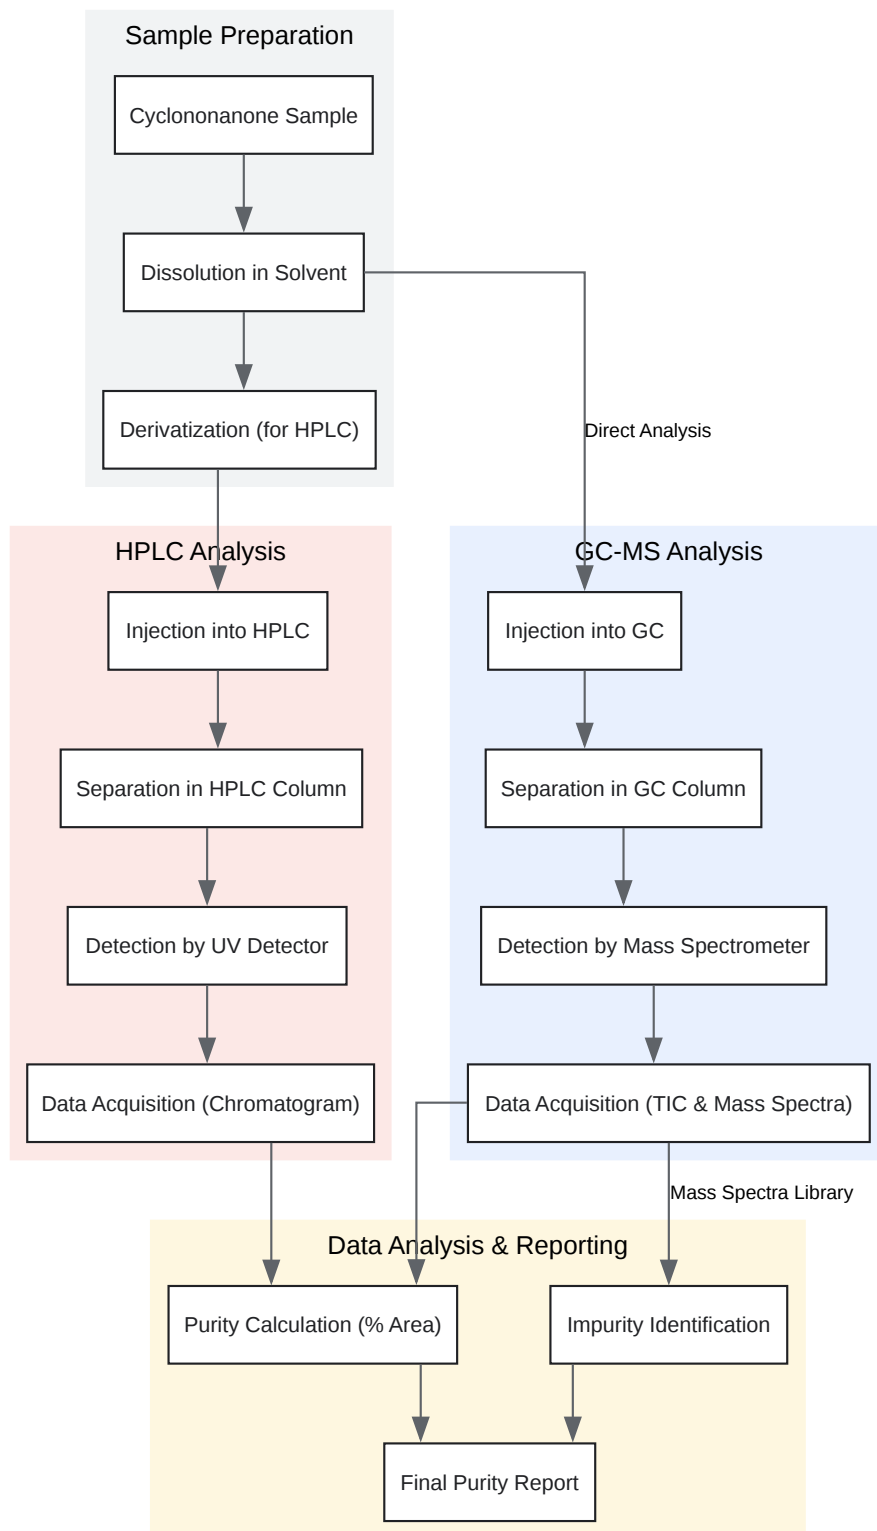 Sample Preparation
Cyclononanone Sample
Dissolution in Solvent
Derivatization (for HPLC)
Direct Analysis
HPLC Analysis
Injection into HPLC
Separation in HPLC Column
Detection by UV Detector
Data Acquisition (Chromatogram)
GC-MS Analysis
Injection into GC
Separation in GC Column
Detection by Mass Spectrometer
Data Acquisition (TIC & Mass Spectra)
Mass Spectra Library
Data Analysis & Reporting
Purity Calculation (% Area)
Impurity Identification
Final Purity Report